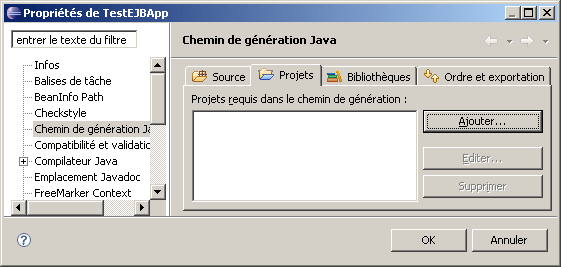 Propriétés de TestEJBApp
entrer le texte du filtre
Infos
Balises de tâche
BeanInfo Path
Checkstyle
Chemin de génération Ja
Compatibilité et validatio
Compilateur Java
Emplacement Javadoc
FreeMarker Context
Chemin de génération Java
Source
Projets
Bibliothèques
Ordre et exportation
Projets requis dans le chemin de génération :
Ajouter...
Editer...
Supprimer
OK
Annuler